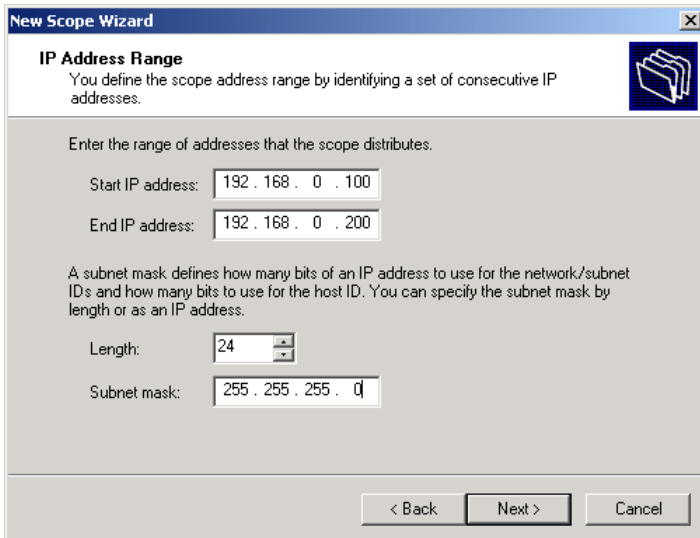 New Scope Wizard
IP Address Range
You define the scope address range by identifying a set of consecutive IP
addresses.
Enter the range of addresses that the scope distributes.
Start IP address: 192 . 168 . 0 . 100
End IP address: 192 . 168 . 0 . 200
A subnet mask defines how many bits of an IP address to use for the network/subnet
IDs and how many bits to use for the host ID. You can specify the subnet mask by
length or as an IP address.
Length: 24
Subnet mask: 255 . 255 . 255 . 0
< Back Next > Cancel